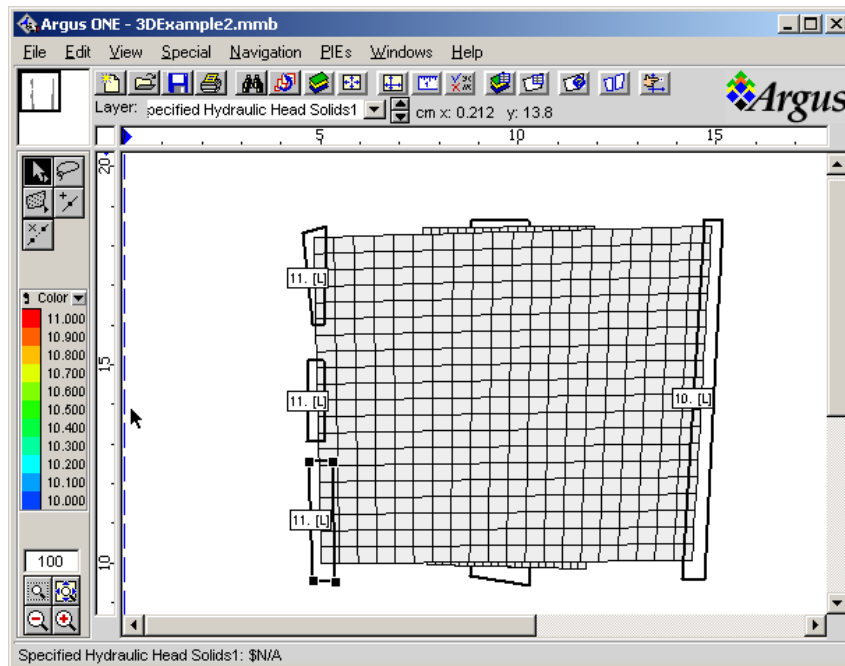 Argus ONE - 3DExample2.mmb
File Edit View Special Navigation PIEs Windows Help
Layer: pecified Hydraulic Head Solids1 cm x: 0.212 y: 13.8
Argus
5 10 15
20
15
10
Color
11.000
10.900
10.800
10.700
10.600
10.500
10.400
10.300
10.200
10.100
10.000
11. [L]
11. [L]
10. [L]
11. [L]
100
Specified Hydraulic Head Solids1: $N/A